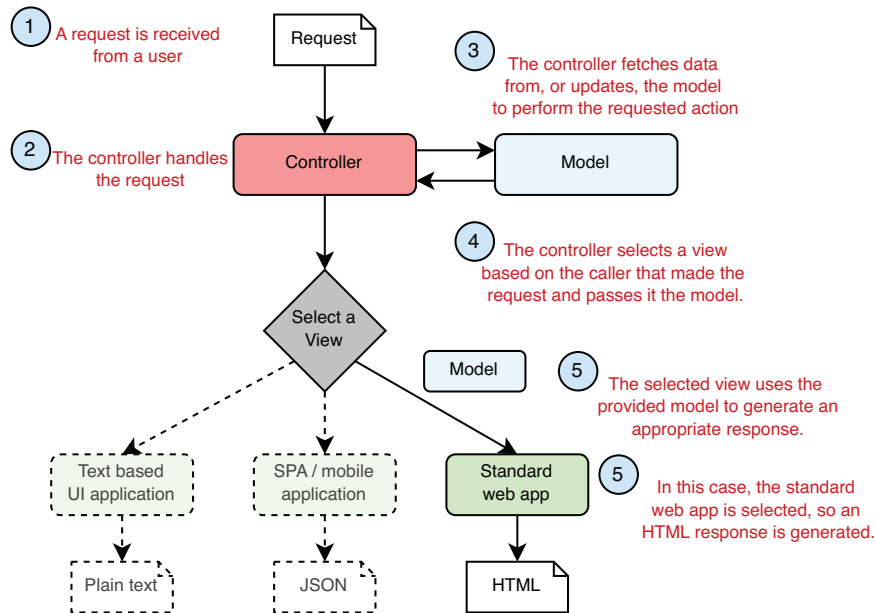 1
A request is received
from a user
Request
3
The controller fetches data
from, or updates, the model
to perform the requested action
2
The controller handles
the request
Controller
Model
4
The controller selects a view
based on the caller that made the
request and passes it the model.
Select a
View
Model
5
The selected view uses the
provided model to generate an
appropriate response.
Text based
UI application
SPA / mobile
application
Standard
web app
5
In this case, the standard
web app is selected, so an
HTML response is generated.
Plain text
JSON
HTML